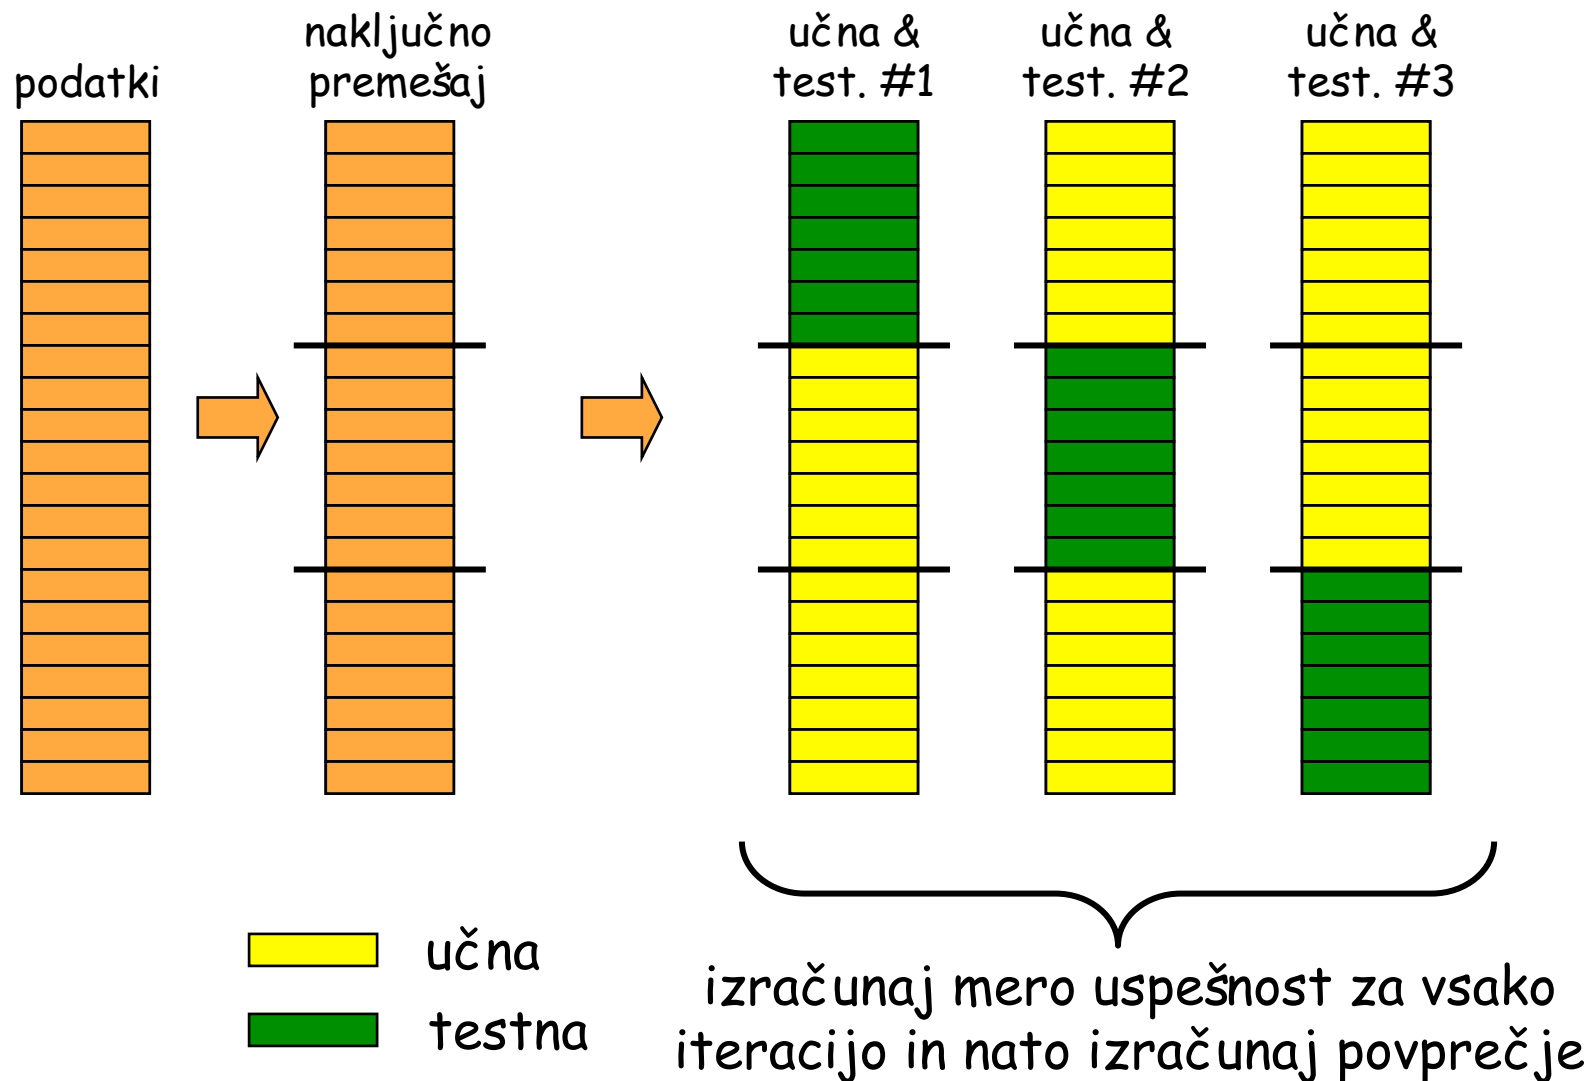 podatki
naključno
premešaj
učna &
test. #1
učna &
test. #2
učna &
test. #3
učna
testna
izračunaj mero uspešnost za vsako
iteracijo in nato izračunaj povprečje